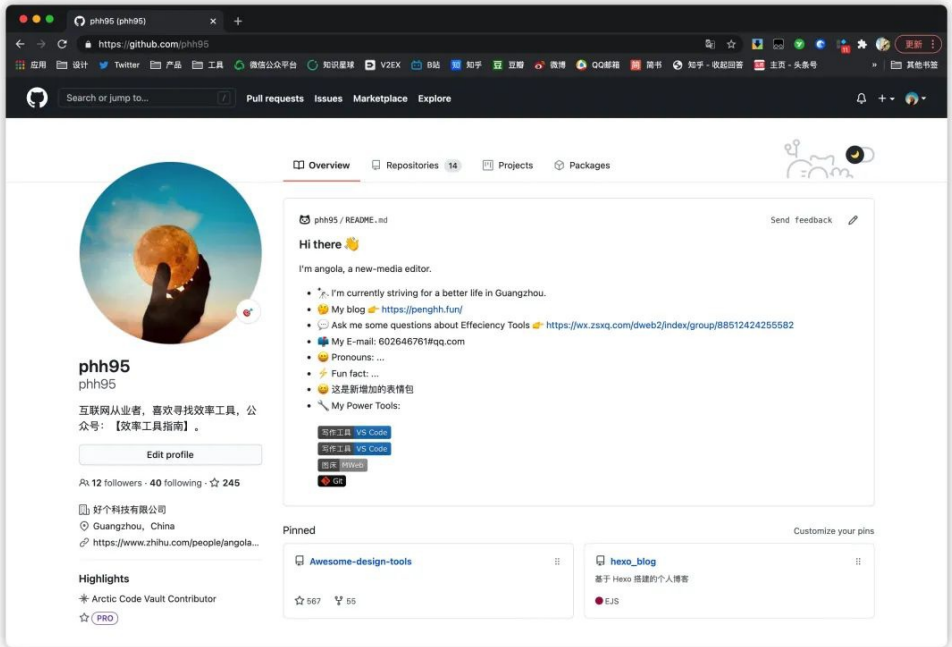 phh95 (phh95)
https://github.com/phh95
更新
应用 设计 Twitter 产品 工具 微信公众平台 知识星球 V2EX B站 知乎 豆瓣 微博 QQ邮箱 简书 知乎 - 收起回答 主页 - 头条号 » 其他书签
Search or jump to... / Pull requests Issues Marketplace Explore
Overview Repositories 14 Projects Packages
phh95 / README.md Send feedback
Hi there 👋
I'm angola, a new-media editor.
🔭 I'm currently striving for a better life in Guangzhou.
🤔 My blog 👉 https://penghh.fun/
💬 Ask me some questions about Effeciency Tools 👉 https://wx.zsxq.com/dweb2/index/group/88512424255582
📫 My E-mail: 602646761#qq.com
😄 Pronouns: ...
⚡ Fun fact: ...
😄 这是新增加的表情包
🔧 My Power Tools:
写作工具 VS Code
写作工具 VS Code
图床 MWeb
Git
phh95
phh95
互联网从业者，喜欢寻找效率工具，公
众号：【效率工具指南】。
Edit profile
12 followers · 40 following · 245
好个科技有限公司
Guangzhou, China
https://www.zhihu.com/people/angola...
Highlights
Arctic Code Vault Contributor
PRO
Pinned Customize your pins
Awesome-design-tools
567 55
hexo_blog
基于 Hexo 搭建的个人博客
EJS